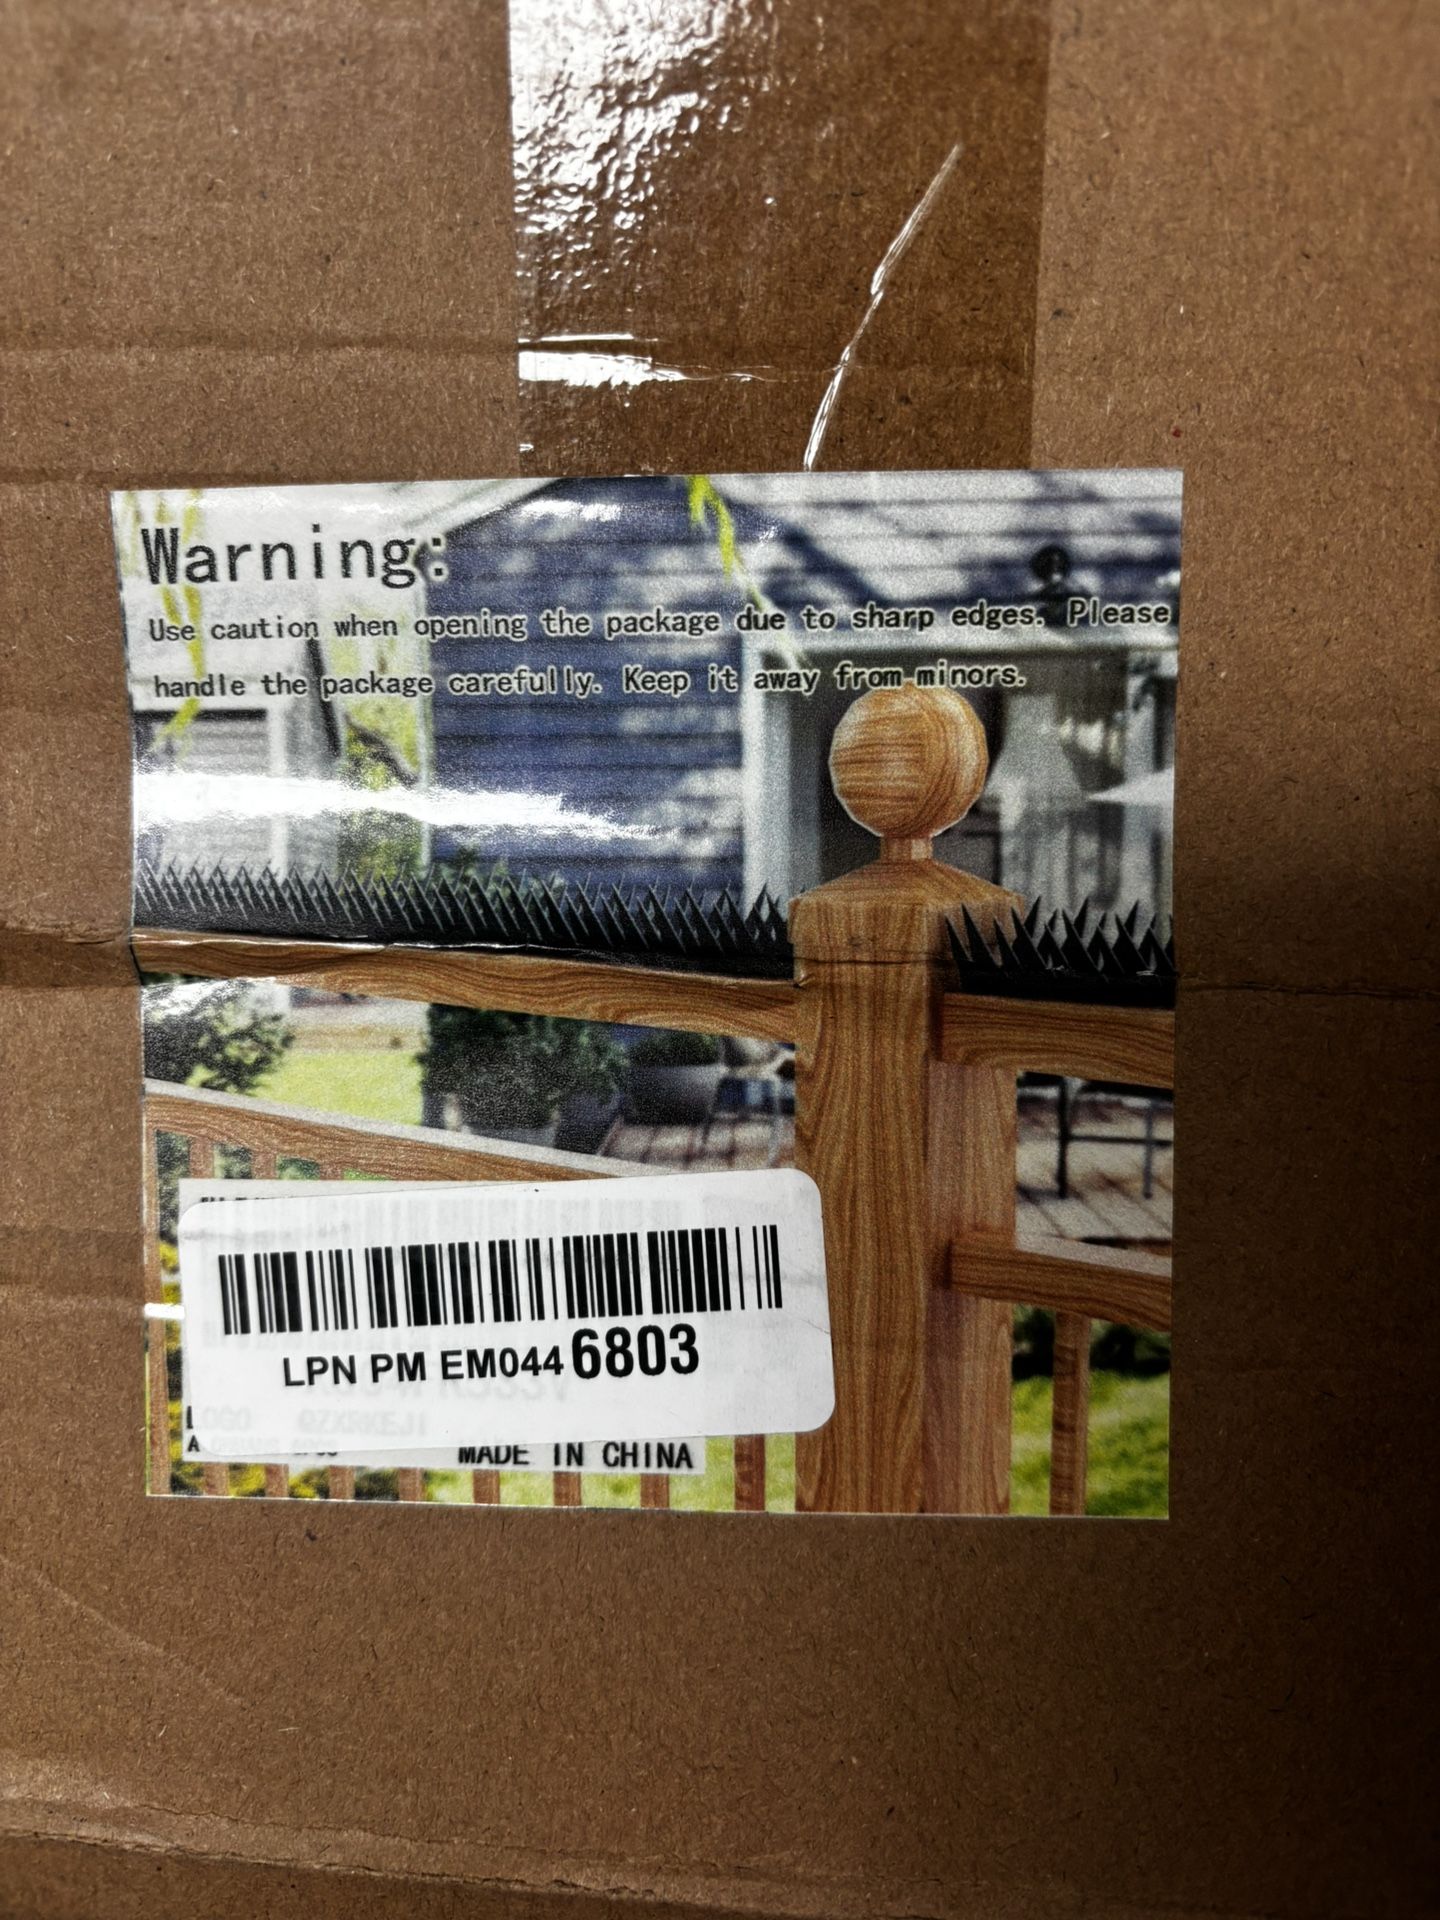 Warning:
Use caution when opening the package due to sharp edges. Please
handle the package carefully. Keep it away from minors.
LPN PM EM044 6803
MADE IN CHINA